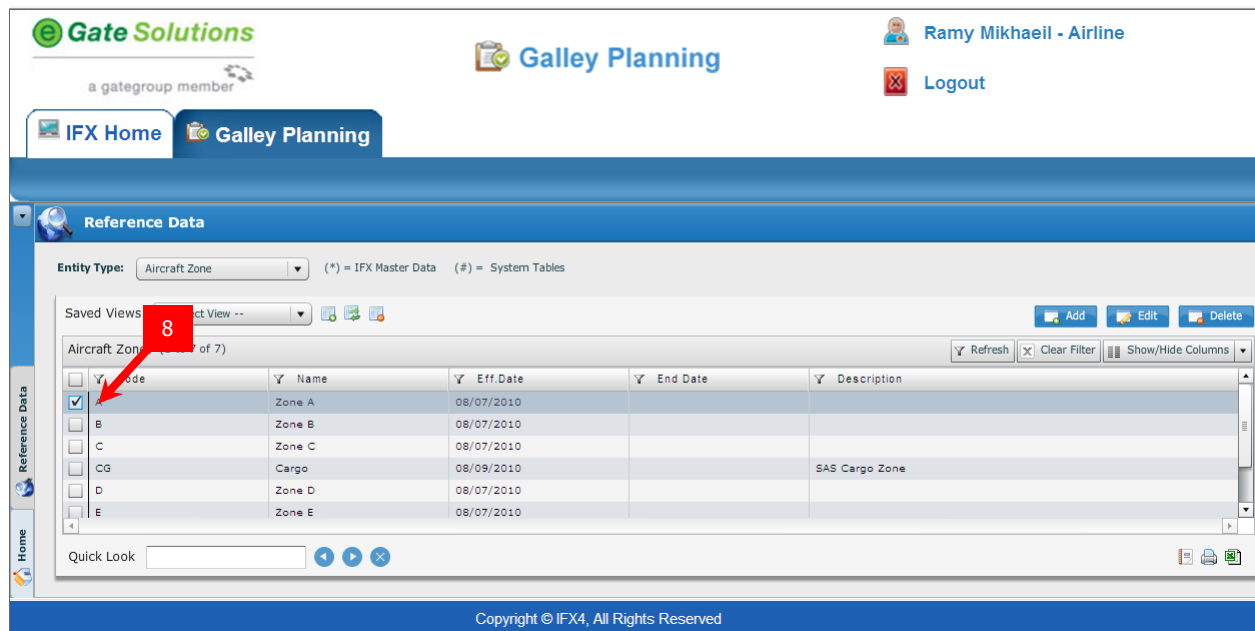 e Gate Solutions
a gategroup member
Galley Planning
Ramy Mikhaeil - Airline
Logout
IFX Home
Galley Planning
Reference Data
Entity Type: Aircraft Zone (*) = IFX Master Data (#) = System Tables
Saved Views View --
8
Add Edit Delete
Aircraft of 7)
Refresh Clear Filter Show/Hide Columns
Name Eff.Date End Date Description
A Zone A 08/07/2010
B Zone B 08/07/2010
C Zone C 08/07/2010
CG Cargo 08/09/2010 SAS Cargo Zone
D Zone D 08/07/2010
E Zone E 08/07/2010
Reference Data
Home
Quick Look
Copyright © IFX4, All Rights Reserved